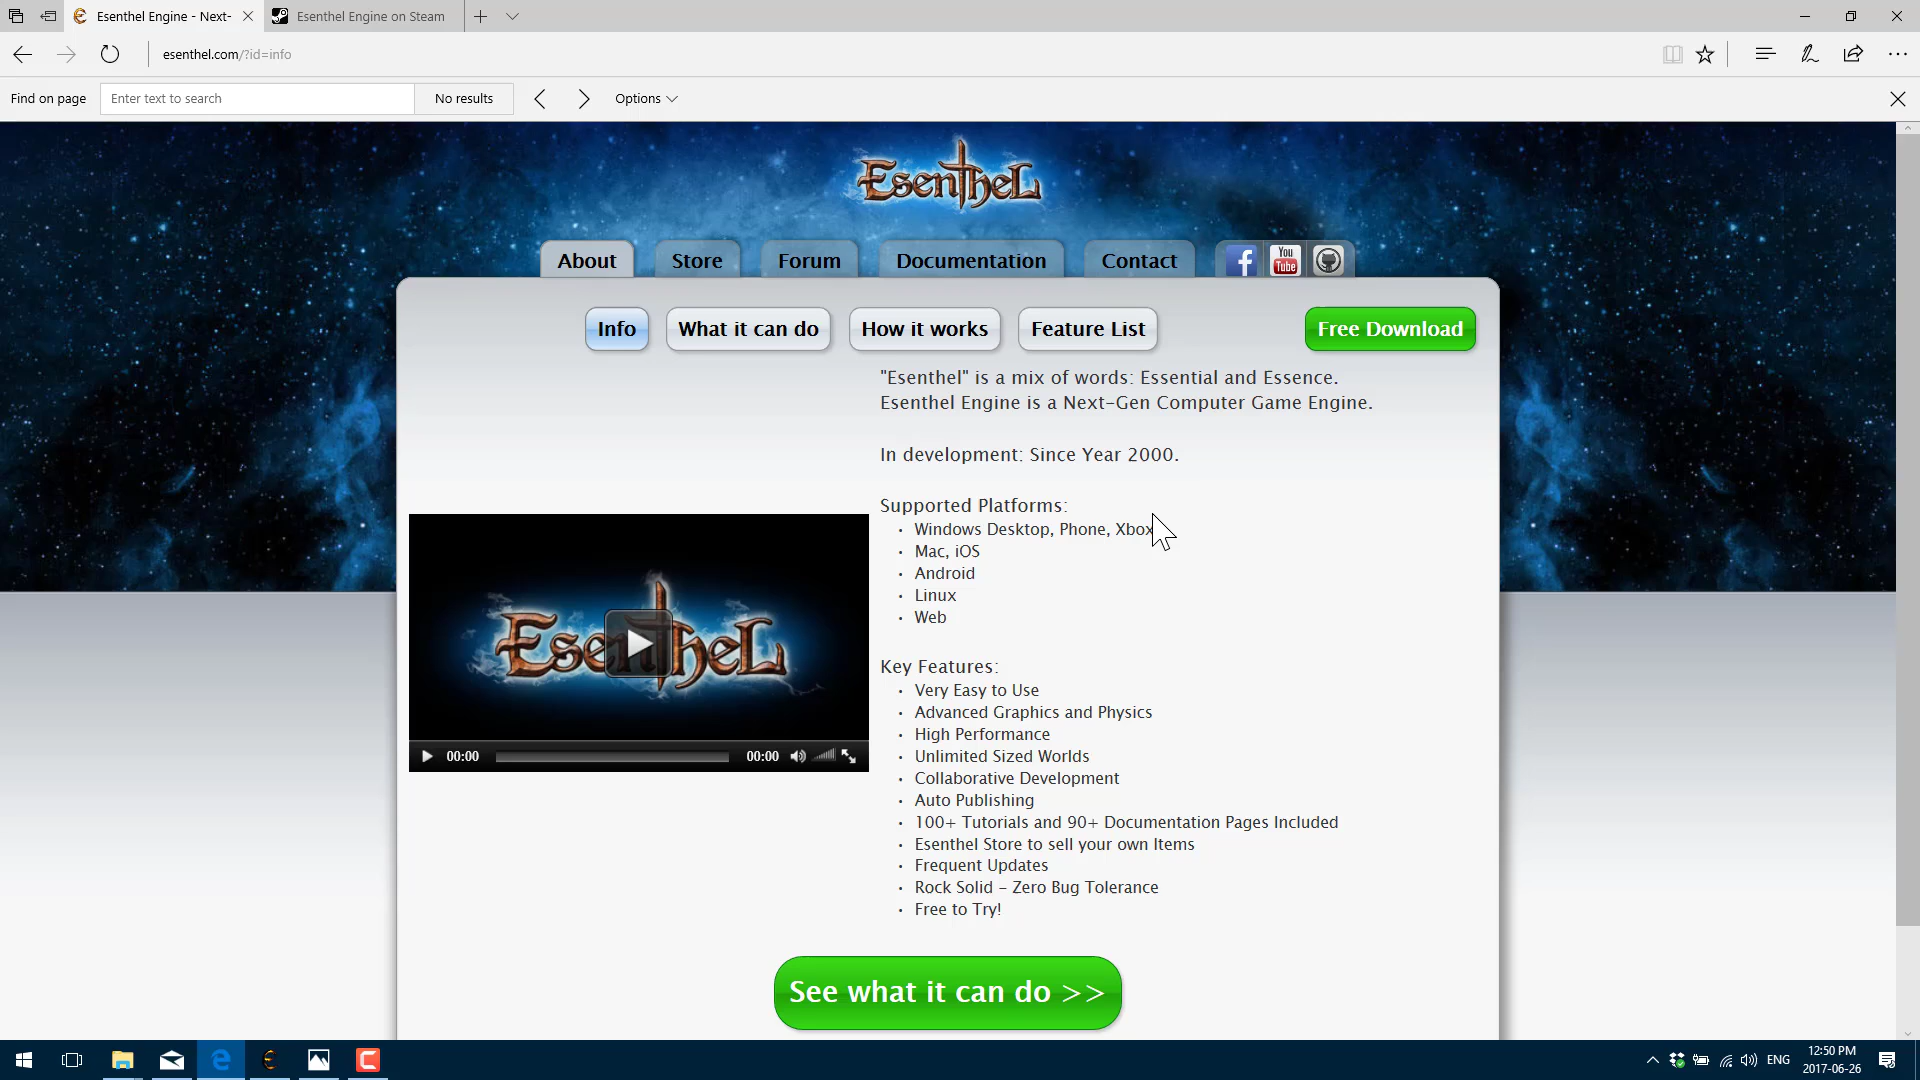 Esenthel Engine - Next-
Esenthel Engine on Steam
esenthel.com/?id=info
Find on page
Enter text to search
No results
Options
Esenthel
About
Store
Forum
Documentation
Contact
f
You Tube
Info
What it can do
How it works
Feature List
Free Download
"Esenthel" is a mix of words: Essential and Essence.
Esenthel Engine is a Next-Gen Computer Game Engine.
In development: Since Year 2000.
Supported Platforms:
• Windows Desktop, Phone, Xbox
• Mac, iOS
• Android
• Linux
• Web
Esenthel
00:00
00:00
Key Features:
• Very Easy to Use
• Advanced Graphics and Physics
• High Performance
• Unlimited Sized Worlds
• Collaborative Development
• Auto Publishing
• 100+ Tutorials and 90+ Documentation Pages Included
• Esenthel Store to sell your own Items
• Frequent Updates
• Rock Solid - Zero Bug Tolerance
• Free to Try!
See what it can do >>
ENG
12:50 PM
2017-06-26